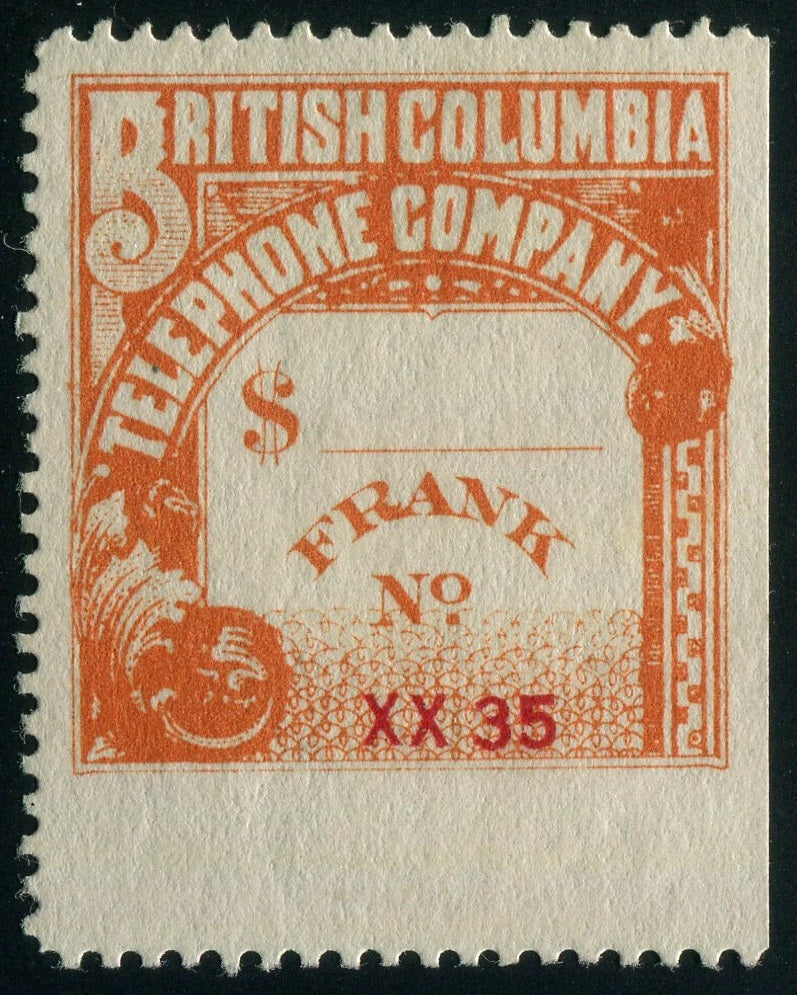 BRITISH COLUMBIA
TELEPHONE COMPANY.
$
FRANK
No
XX 35